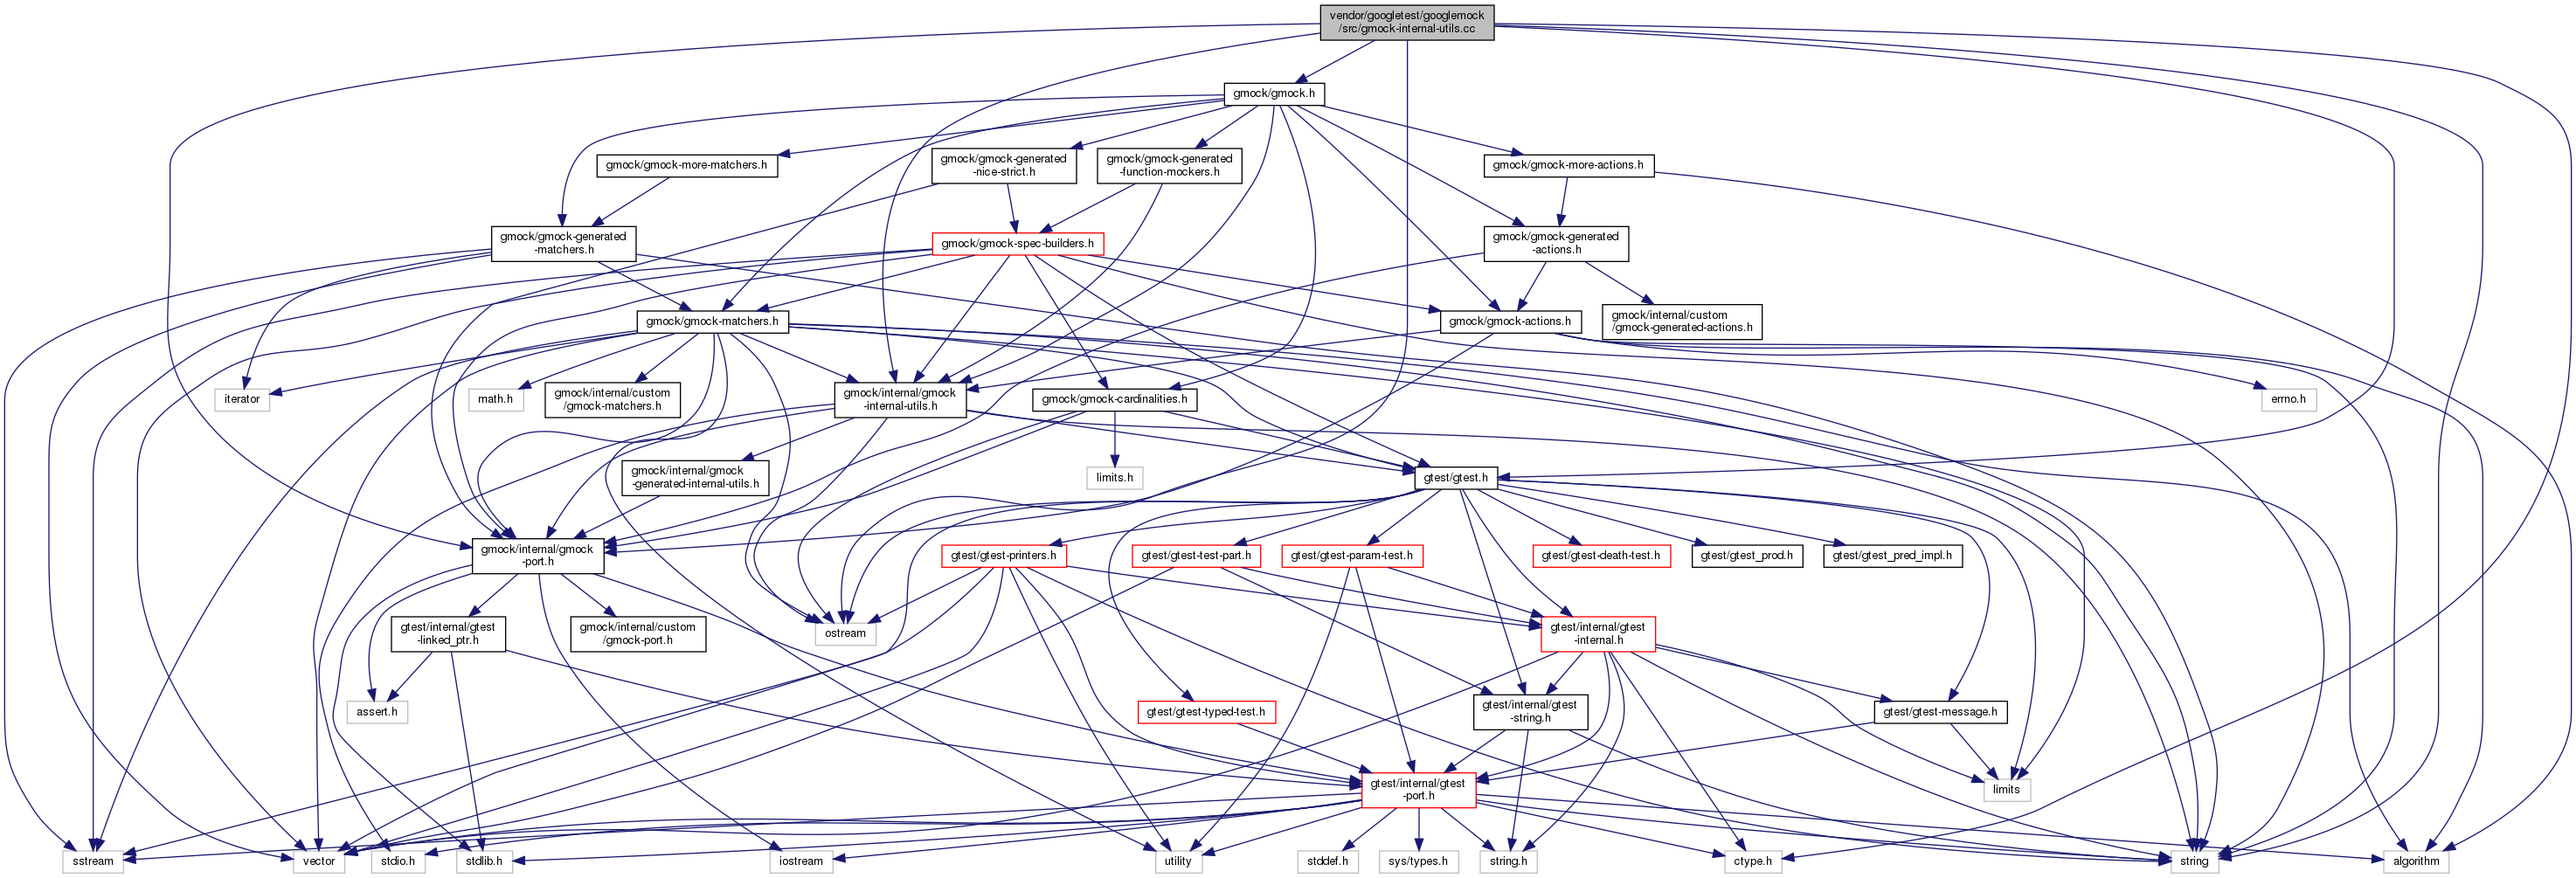 vendor/googletest/googlemock
/src/gmock-internal-utils.cc
gmock/gmock.h
gmock/gmock-more-matchers.h
gmock/gmock-generated
-nice-strict.h
gmock/gmock-generated
-function-mockers.h
gmock/gmock-more-actions.h
gmock/gmock-generated
-matchers.h
gmock/gmock-spec-builders.h
gmock/gmock-generated
-actions.h
gmock/gmock-matchers.h
gmock/gmock-actions.h
gmock/internal/custom
/gmock-generated-actions.h
iterator
math.h
gmock/internal/custom
/gmock-matchers.h
gmock/internal/gmock
-internal-utils.h
gmock/gmock-cardinalities.h
errno.h
gmock/internal/gmock
-generated-internal-utils.h
limits.h
gtest/gtest.h
gmock/internal/gmock
-port.h
gtest/gtest-printers.h
gtest/gtest-test-part.h
gtest/gtest-param-test.h
gtest/gtest-death-test.h
gtest/gtest_prod.h
gtest/gtest_pred_impl.h
gtest/internal/gtest
-linked_ptr.h
gmock/internal/custom
/gmock-port.h
ostream
gtest/internal/gtest
-internal.h
assert.h
gtest/gtest-typed-test.h
gtest/internal/gtest
-string.h
gtest/gtest-message.h
gtest/internal/gtest
-port.h
limits
sstream
vector
stdio.h
stdlib.h
iostream
utility
stddef.h
sys/types.h
string.h
ctype.h
string
algorithm